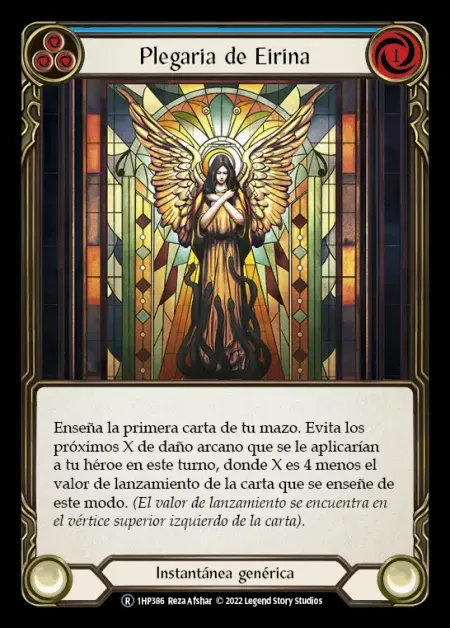 Plegaria de Eirina
1
Enseña la primera carta de tu mazo. Evita los
próximos X de daño arcano que se le aplicarían
a tu héroe en este turno, donde X es 4 menos el
valor de lanzamiento de la carta que se enseñe de
este modo. (El valor de lanzamiento se encuentra en
el vértice superior izquierdo de la carta).
Instantánea genérica
R 1HP386 Reza Afshar © 2022 Legend Story Studios